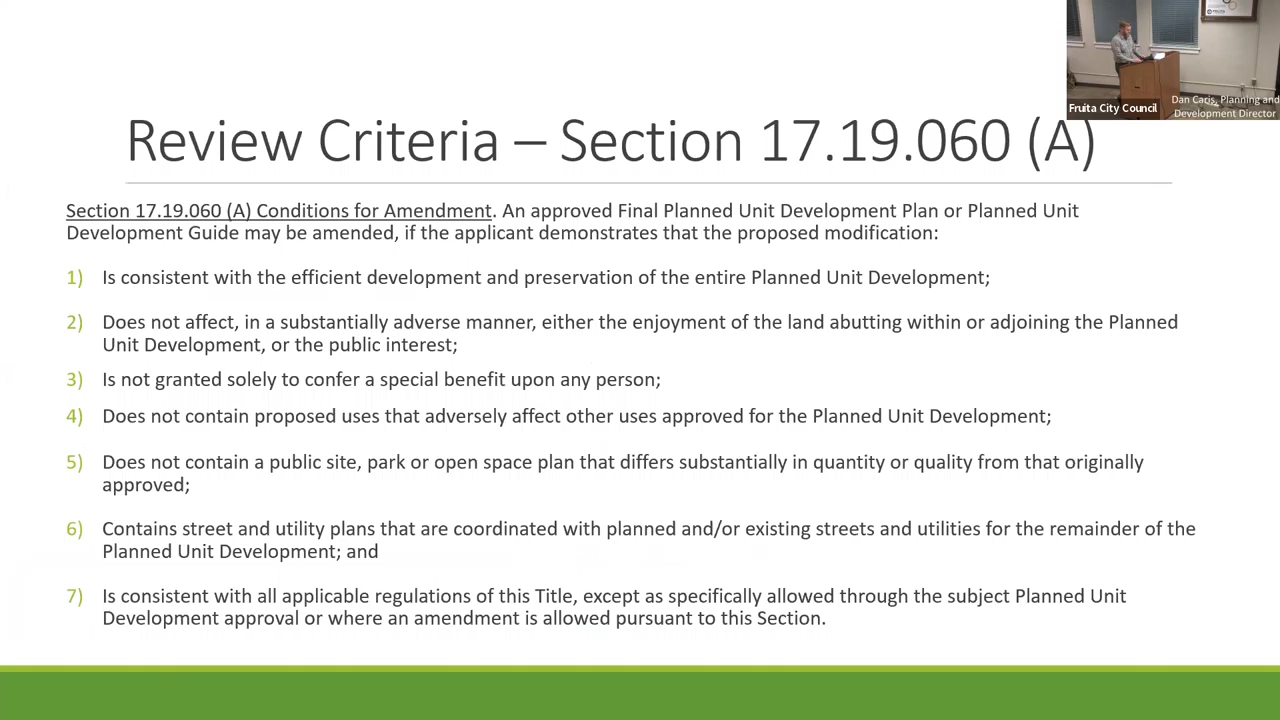 Fruita City Council
Dan Caris, Planning and
Development Director
Review Criteria – Section 17.19.060 (A)
Section 17.19.060 (A) Conditions for Amendment. An approved Final Planned Unit Development Plan or Planned Unit
Development Guide may be amended, if the applicant demonstrates that the proposed modification:
1) Is consistent with the efficient development and preservation of the entire Planned Unit Development;
2) Does not affect, in a substantially adverse manner, either the enjoyment of the land abutting within or adjoining the Planned
Unit Development, or the public interest;
3) Is not granted solely to confer a special benefit upon any person;
4) Does not contain proposed uses that adversely affect other uses approved for the Planned Unit Development;
5) Does not contain a public site, park or open space plan that differs substantially in quantity or quality from that originally
approved;
6) Contains street and utility plans that are coordinated with planned and/or existing streets and utilities for the remainder of the
Planned Unit Development; and
7) Is consistent with all applicable regulations of this Title, except as specifically allowed through the subject Planned Unit
Development approval or where an amendment is allowed pursuant to this Section.